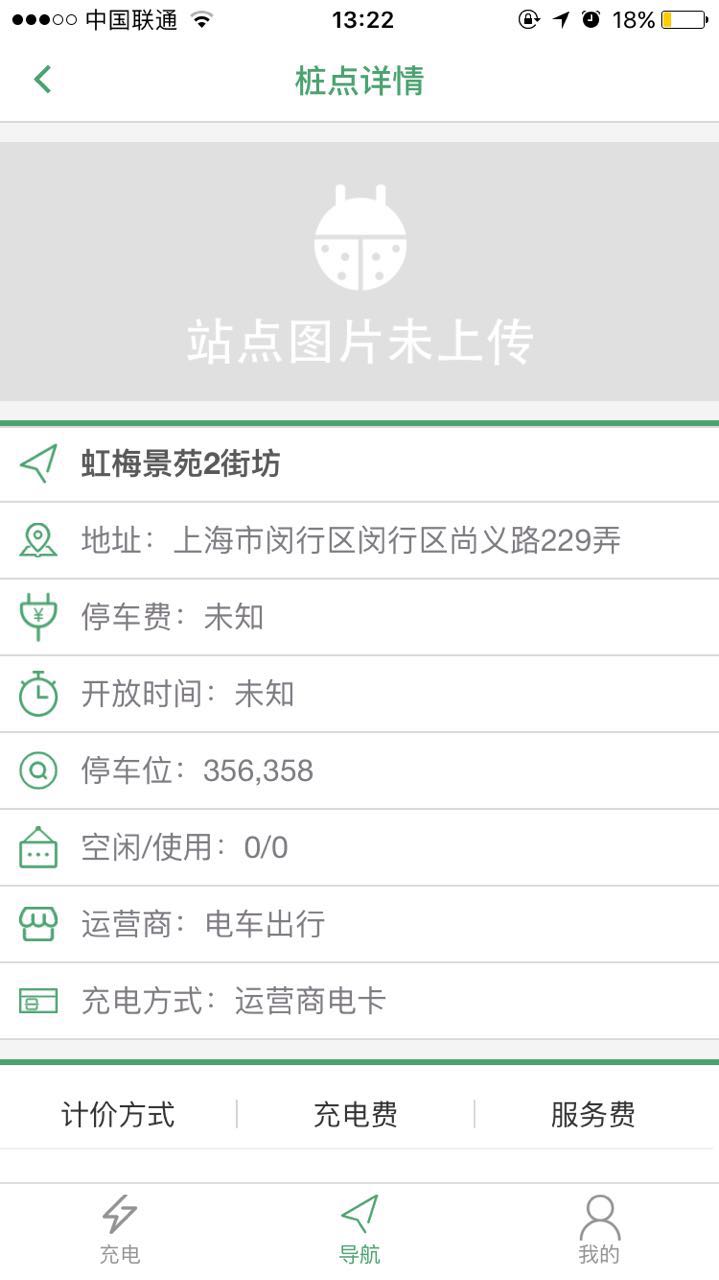 中国联通 13:22 18%
桩点详情
站点图片未上传
虹梅景苑2街坊
地址：上海市闵行区闵行区尚义路229弄
停车费：未知
开放时间：未知
停车位：356,358
空闲/使用：0/0
运营商：电车出行
充电方式：运营商电卡
计价方式 充电费 服务费
充电 导航 我的